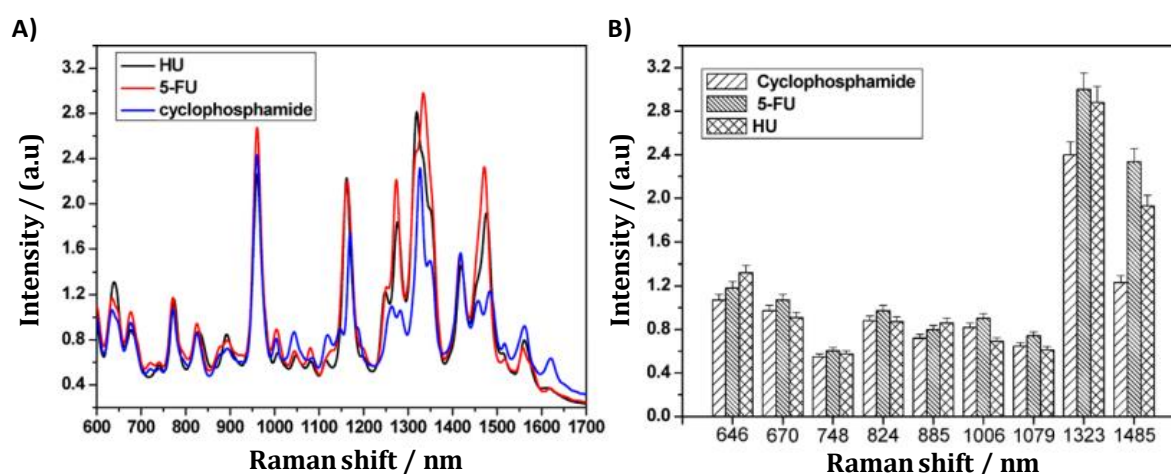 A)
HU
5-FU
cyclophosphamide
3.2
2.8
2.4
2.0
1.6
1.2
0.8
0.4
Intensity / (a.u)
600 700 800 900 1000 1100 1200 1300 1400 1500 1600 1700
Raman shift / nm
B)
Cyclophosphamide
5-FU
HU
3.2
2.8
2.4
2.0
1.6
1.2
0.8
0.4
0.0
Intensity / (a.u)
646 670 748 824 885 1006 1079 1323 1485
Raman shift / nm